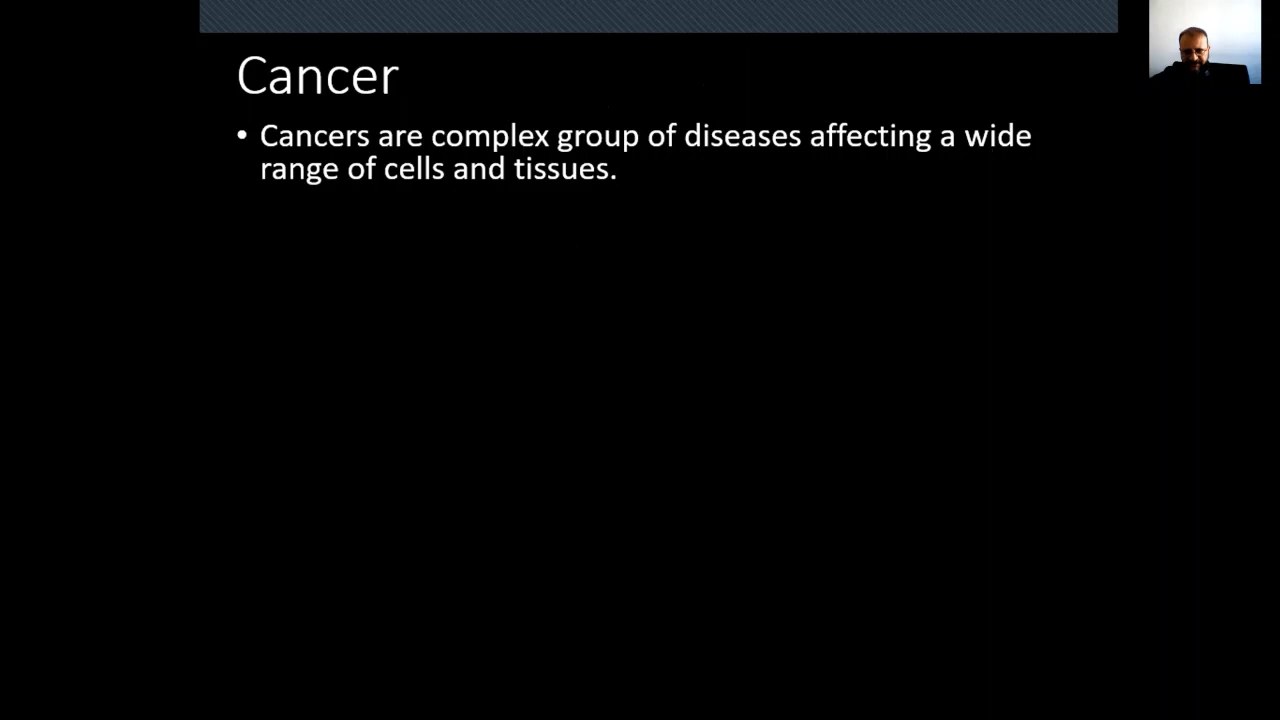 Cancer
• Cancers are complex group of diseases affecting a wide
range of cells and tissues.